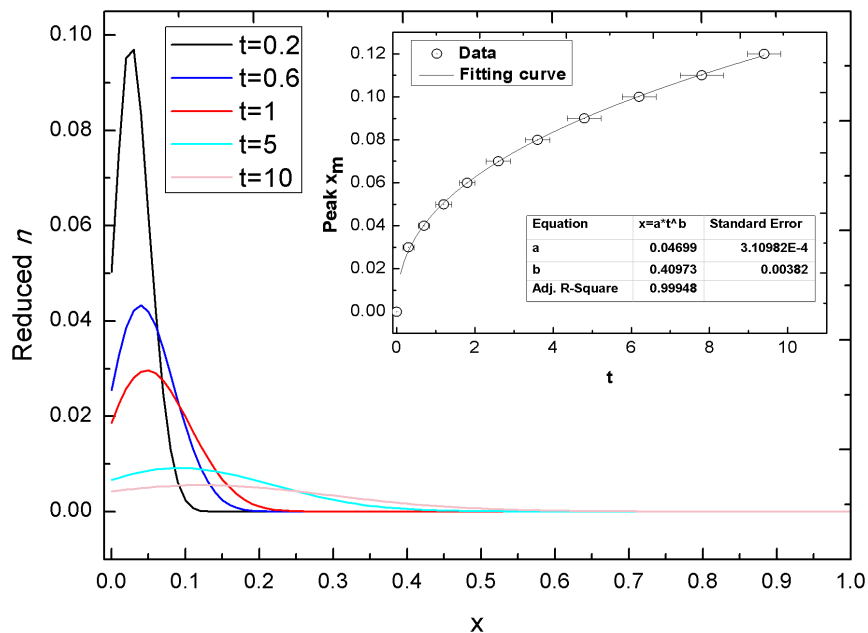 0.10
0.08
0.06
0.04
0.02
0.00
Reduced n
0.0 0.1 0.2 0.3 0.4 0.5 0.6 0.7 0.8 0.9 1.0
x
t=0.2
t=0.6
t=1
t=5
t=10
0.12
0.10
0.08
0.06
0.04
0.02
0.00
Peak xm
0 2 4 6 8 10
t
Data
Fitting curve
Equation x=a*t^b Standard Error
a 0.04699 3.10982E-4
b 0.40973 0.00382
Adj. R-Square 0.99948